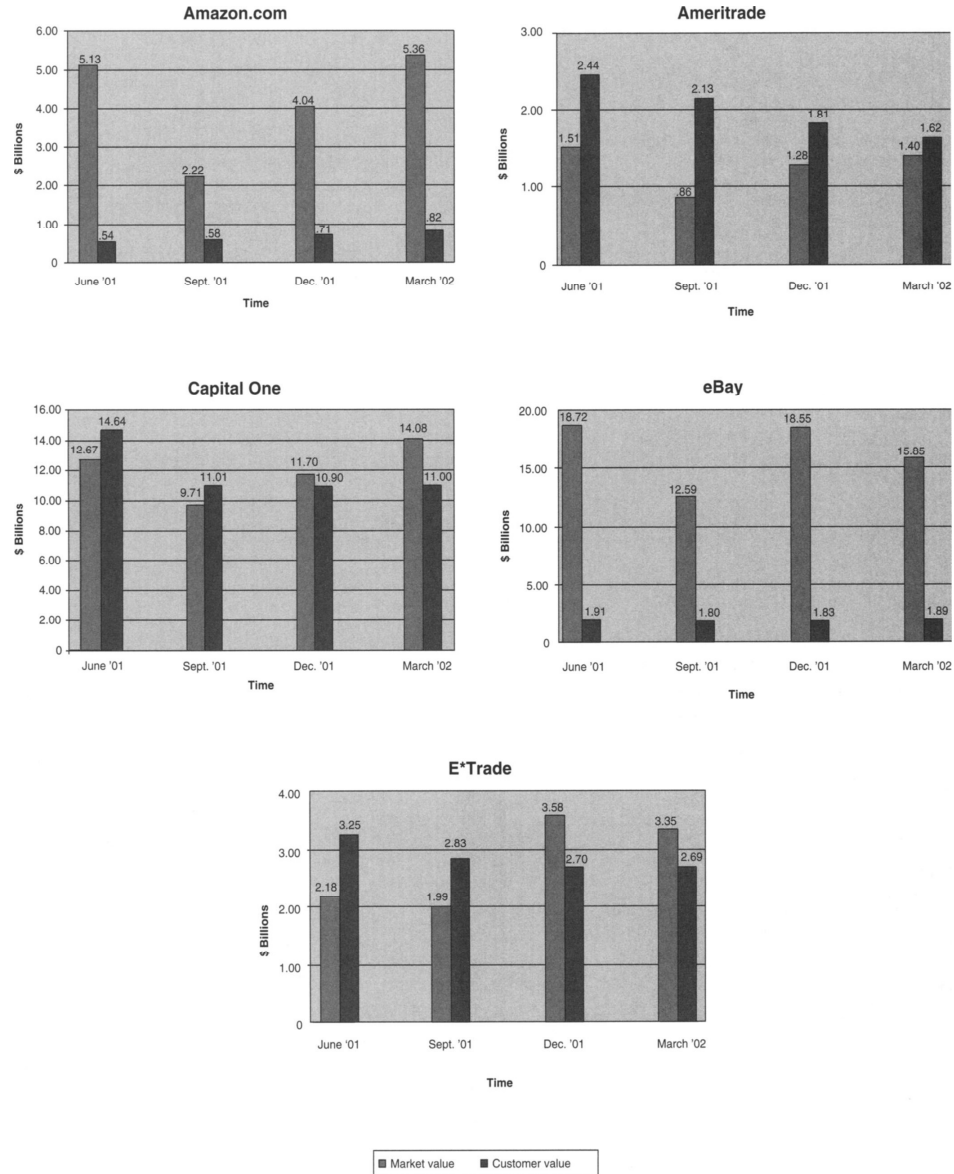 Amazon.com
6.00
5.00
4.00
3.00
2.00
1.00
0
$ Billions
5.13
.54
2.22
.58
4.04
.71
5.36
.82
June '01
Sept. '01
Dec. '01
March '02
Time
Ameritrade
3.00
2.00
1.00
0
$ Billions
1.51
2.44
.86
2.13
1.28
1.81
1.40
1.62
June '01
Sept. '01
Dec. '01
March '02
Time
Capital One
16.00
14.00
12.00
10.00
8.00
6.00
4.00
2.00
0
$ Billions
12.67
14.64
9.71
11.01
11.70
10.90
14.08
11.00
June '01
Sept. '01
Dec. '01
March '02
Time
eBay
20.00
15.00
10.00
5.00
0
$ Billions
18.72
1.91
12.59
1.80
18.55
1.83
15.85
1.89
June '01
Sept. '01
Dec. '01
March '02
Time
E*Trade
4.00
3.00
2.00
1.00
0
$ Billions
2.18
3.25
1.99
2.83
3.58
2.70
3.35
2.69
June '01
Sept. '01
Dec. '01
March '02
Time
Market value Customer value